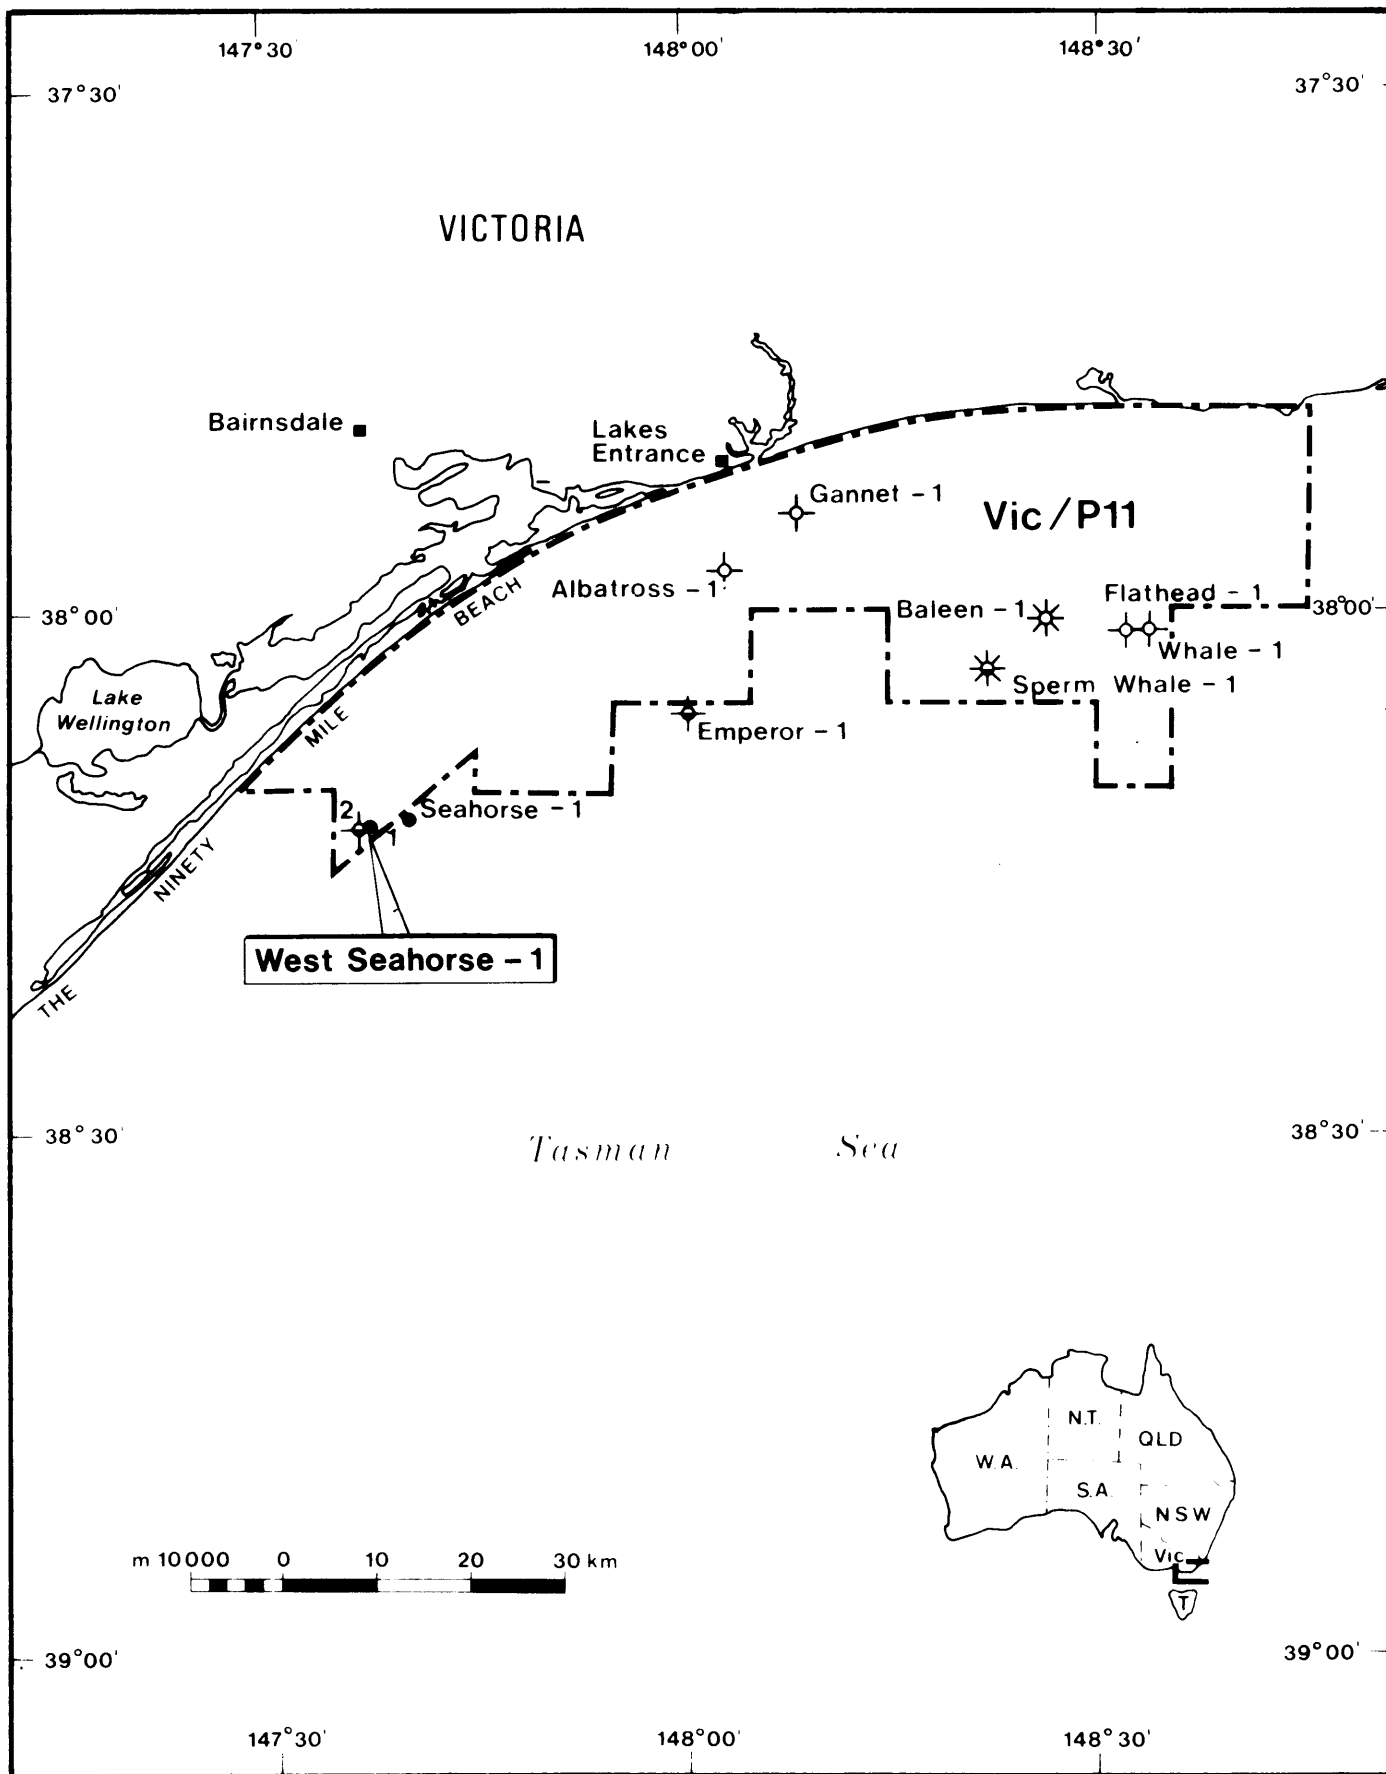 147°30'
148°00'
148°30'
37°30'
37°30'
VICTORIA
Bairnsdale
Lakes
Entrance
Gannet - 1
Vic/P11
Albatross - 1
BEACH
Flathead - 1
Baleen - 1
38°00'
38°00'
Whale - 1
Sperm Whale - 1
Lake
Wellington
MILE
Emperor - 1
2
Seahorse - 1
1
NINETY
West Seahorse - 1
THE
38°30'
Tasman Sea
38°30'
N.T.
QLD
W.A.
S.A.
NSW
Vic
T
m 10000 0 10 20 30 km
39°00'
39°00'
147°30'
148°00'
148°30'